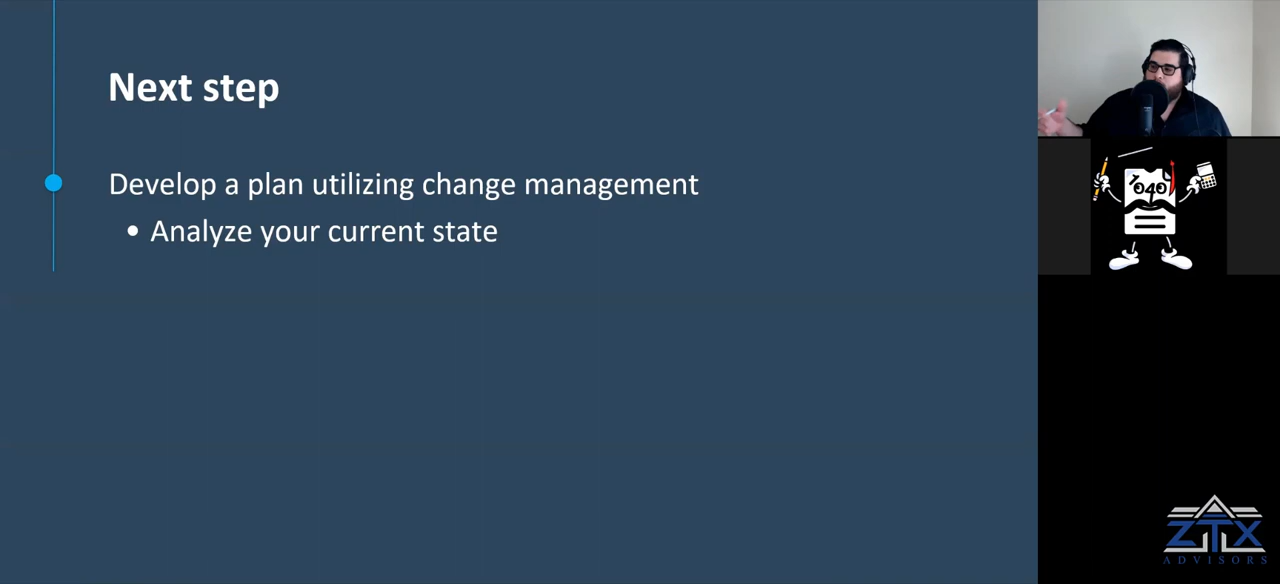 Next step
Develop a plan utilizing change management
• Analyze your current state
1040
ZTX
ADVISORS